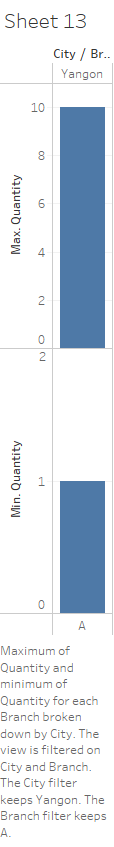 Sheet 13
City / Br..
Yangon
10
8
6
4
2
0
Max. Quantity
2
1
0
Min. Quantity
A
Maximum of
Quantity and
minimum of
Quantity for each
Branch broken
down by City. The
view is filtered on
City and Branch.
The City filter
keeps Yangon. The
Branch filter keeps
A.